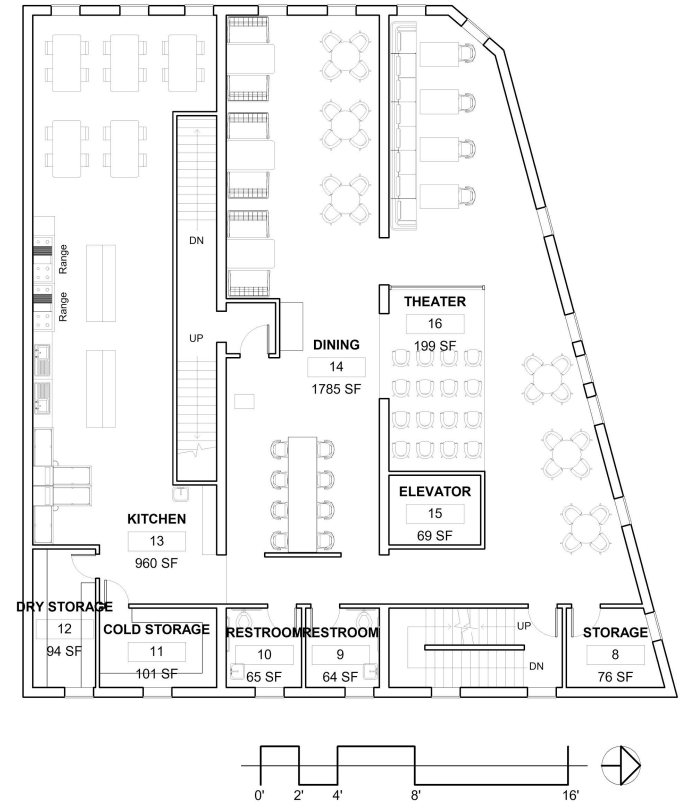 Range
Range
DN
UP
THEATER
16
199 SF
DINING
14
1785 SF
ELEVATOR
15
69 SF
KITCHEN
13
960 SF
DRY STORAGE
12
94 SF
COLD STORAGE
11
101 SF
RESTROOM
10
65 SF
RESTROOM
9
64 SF
UP
DN
STORAGE
8
76 SF
0' 2' 4' 8' 16'